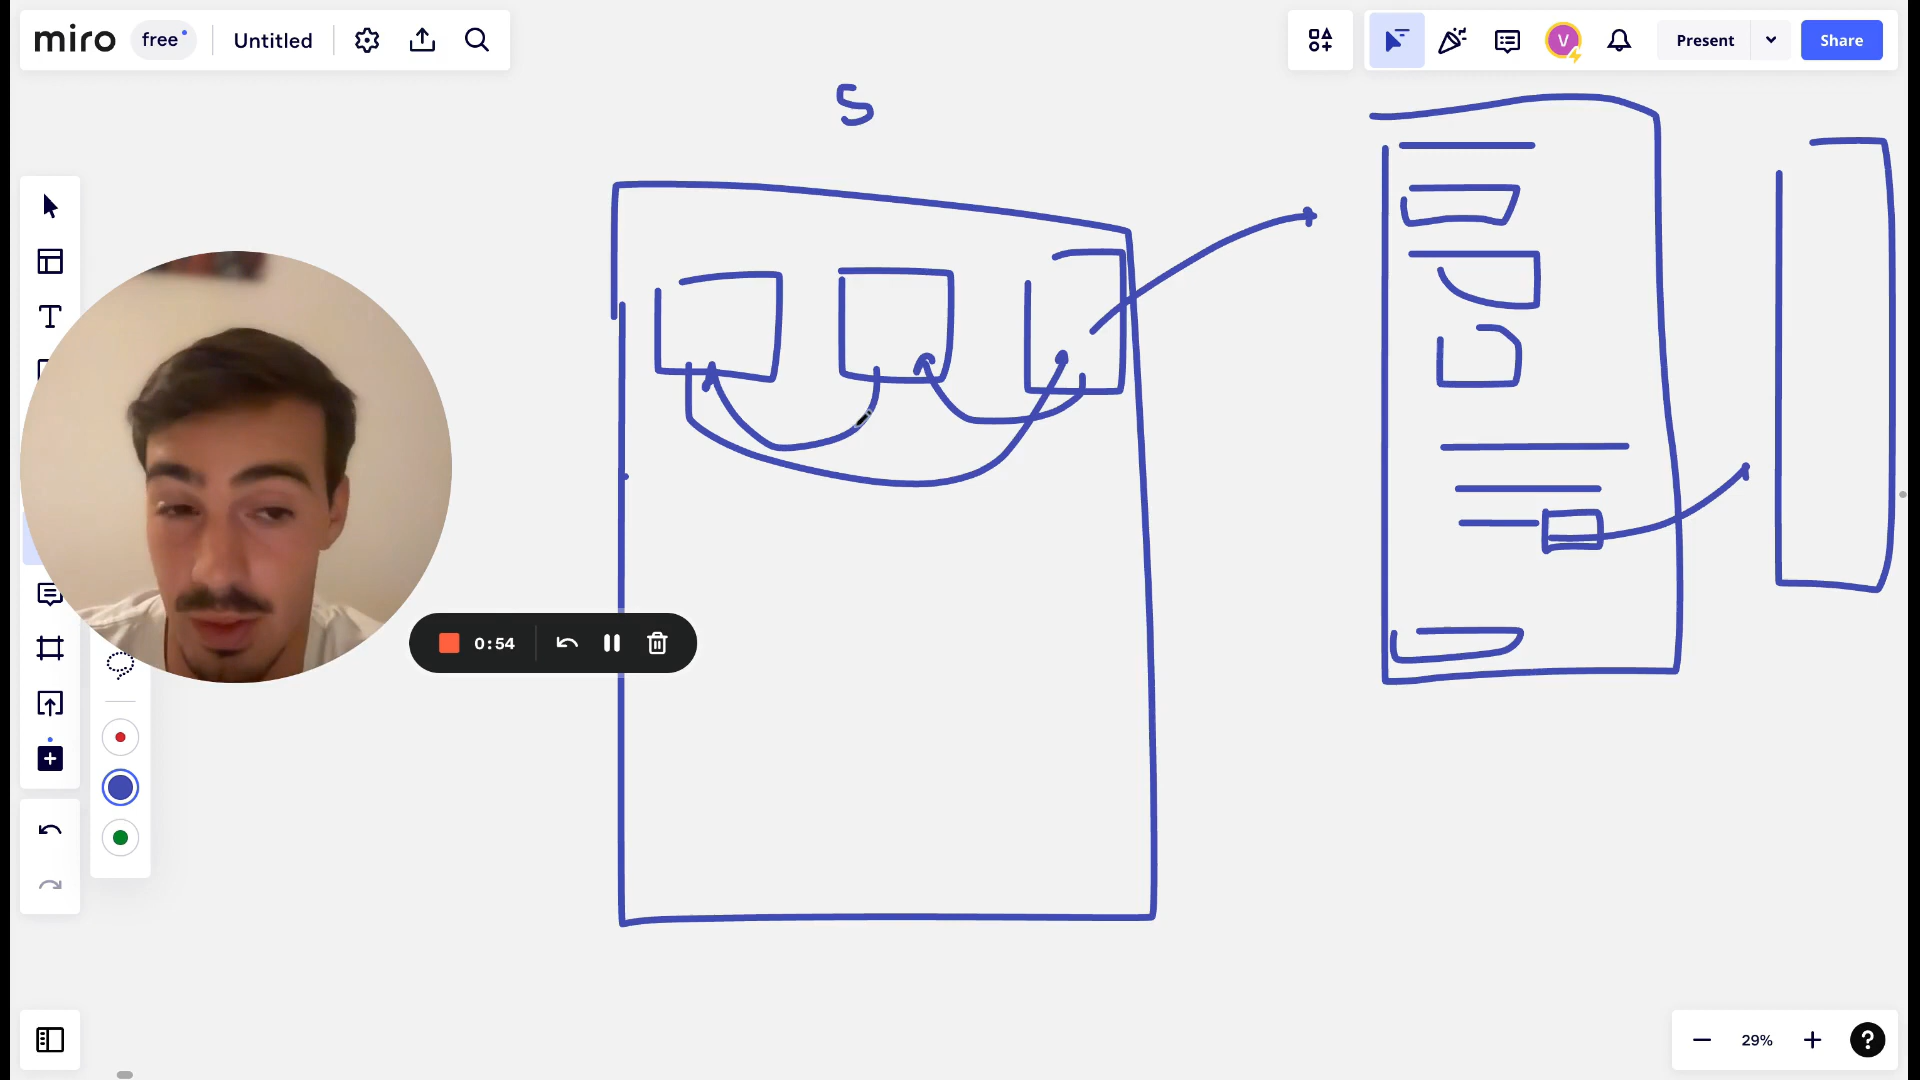 miro
free
Untitled
Present
Share
S
V
T
0:54
29%
?